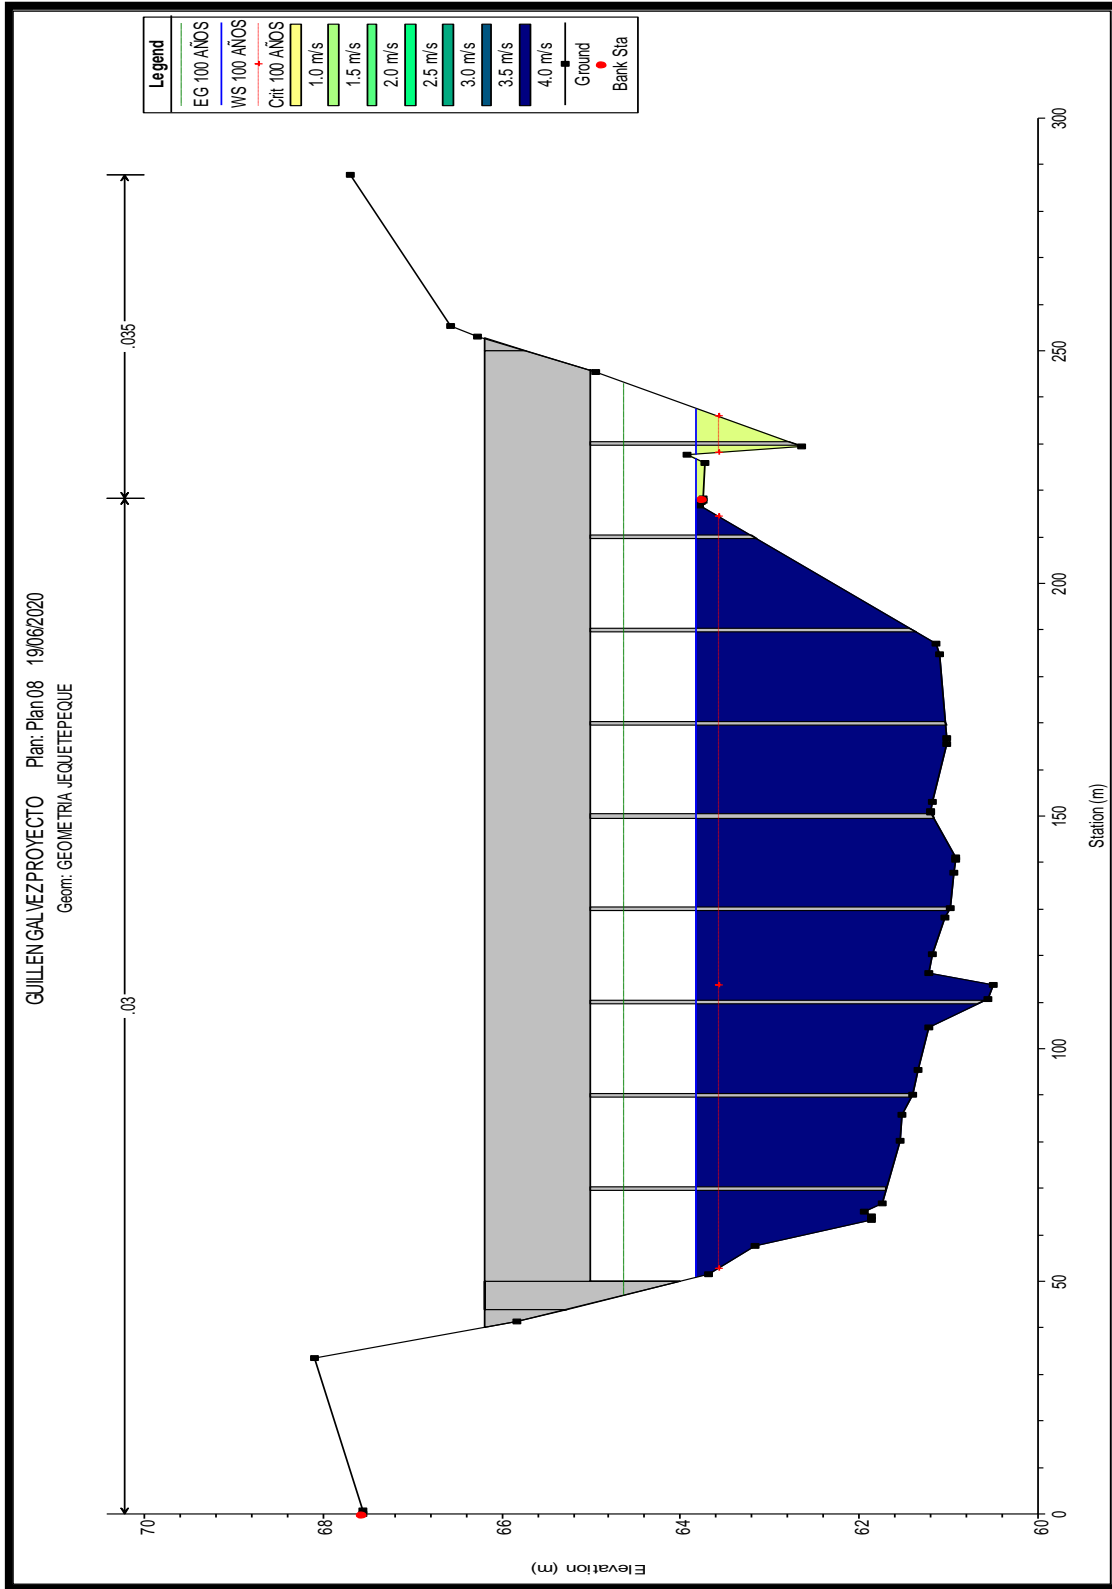 GUILLEN GALVEZ PROYECTO Plan: Plan 08 19/06/2020
Geom: GEOMETRIA JEQUETEPEQUE
.03
.035
Legend
EG 100 AÑOS
WS 100 AÑOS
Crit 100 AÑOS
1.0 m/s
1.5 m/s
2.0 m/s
2.5 m/s
3.0 m/s
3.5 m/s
4.0 m/s
Ground
Bank Sta
70
68
66
64
62
60
Elevation (m)
0
50
100
150
200
250
300
Station (m)